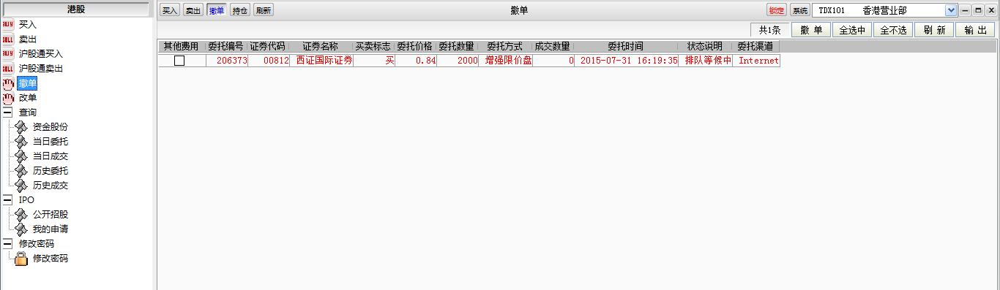 港股
买入
卖出
沪股通买入
沪股通卖出
撤单
改单
查询
资金股份
当日委托
当日成交
历史委托
历史成交
IPO
公开招股
我的申请
修改密码
修改密码
买入 卖出 撤单 持仓 刷新 撤单 锁定 系统 TDX101 香港营业部
共1条 撤 单 全选中 全不选 刷 新 输 出
其他费用 委托编号 证券代码 证券名称 买卖标志 委托价格 委托数量 委托方式 成交数量 委托时间 状态说明 委托渠道
206373 00812 西证国际证券 买 0.84 2000 增强限价盘 0 2015-07-31 16:19:35 排队等候中 Internet